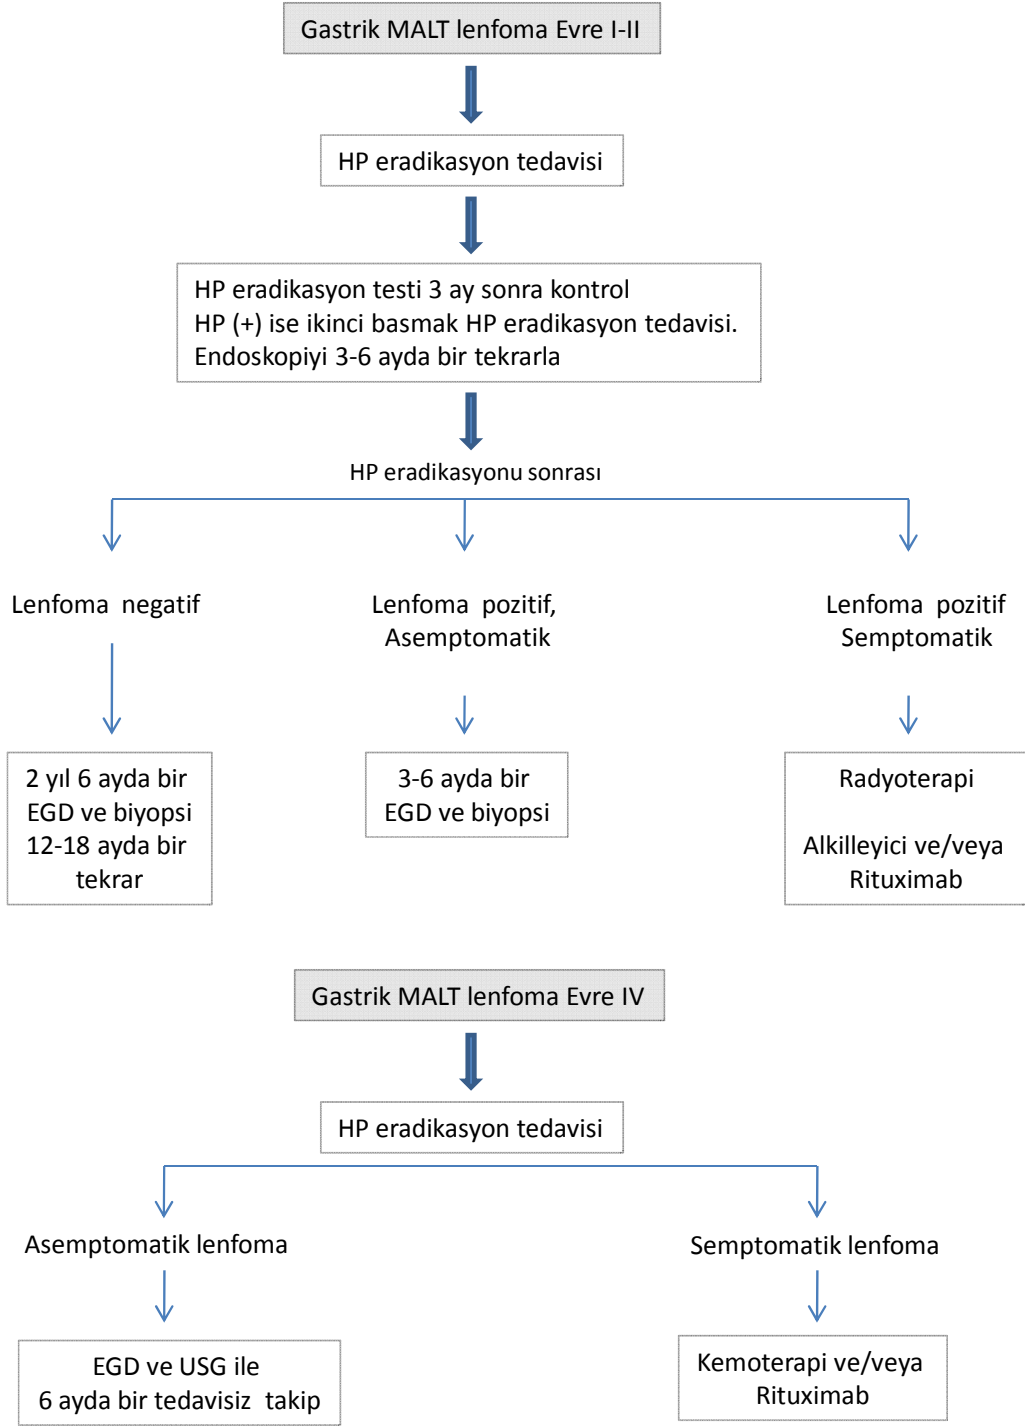 Gastrik MALT lenfoma Evre I-II
HP eradikasyon tedavisi
HP eradikasyon testi 3 ay sonra kontrol
HP (+) ise ikinci basmak HP eradikasyon tedavisi.
Endoskopiyi 3-6 ayda bir tekrarla
HP eradikasyonu sonrası
Lenfoma negatif
Lenfoma pozitif,
Asemptomatik
Lenfoma pozitif
Semptomatik
2 yıl 6 ayda bir
EGD ve biyopsi
12-18 ayda bir
tekrar
3-6 ayda bir
EGD ve biyopsi
Radyoterapi
Alkilleyici ve/veya
Rituximab
Gastrik MALT lenfoma Evre IV
HP eradikasyon tedavisi
Asemptomatik lenfoma
Semptomatik lenfoma
EGD ve USG ile
6 ayda bir tedavisiz takip
Kemoterapi ve/veya
Rituximab